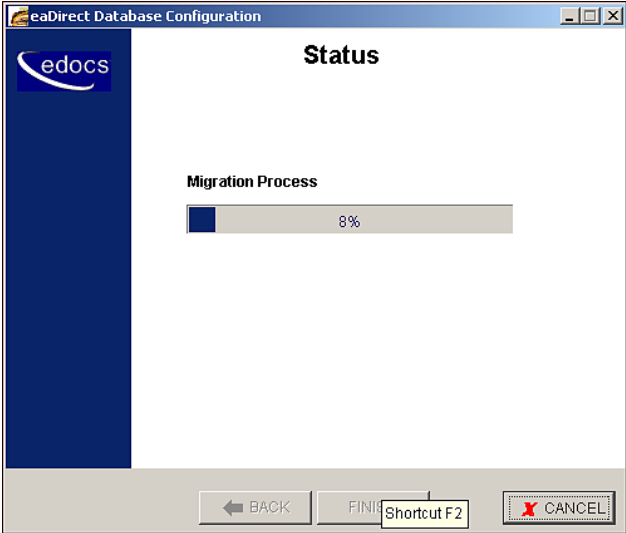 eaDirect Database Configuration
edocs
Status
Migration Process
8%
BACK
Shortcut F2
CANCEL